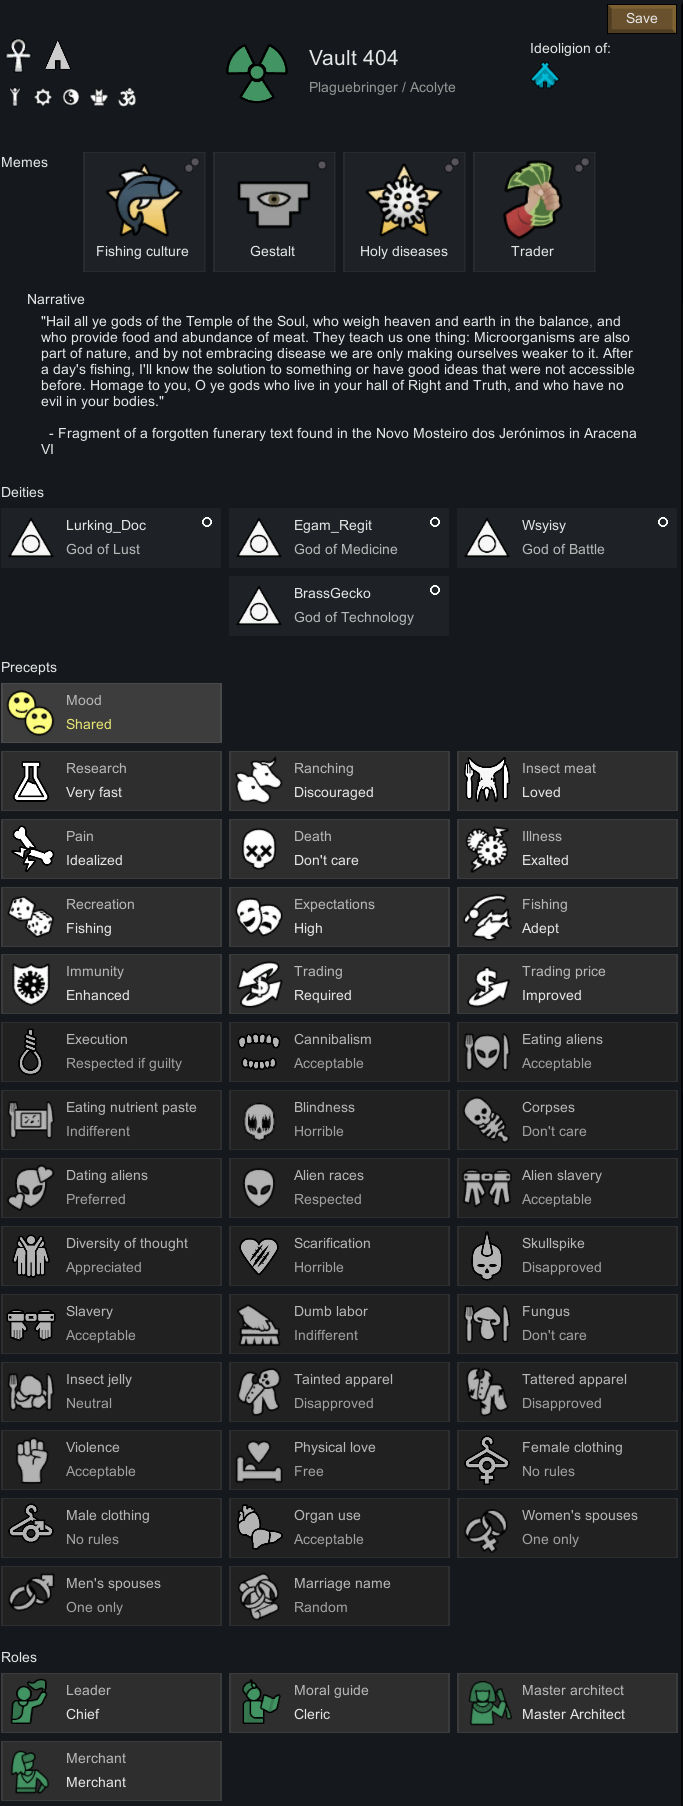 Save
Vault 404
Plaguebringer / Acolyte
Ideoligion of:
Memes
Fishing culture
Gestalt
Holy diseases
Trader
Narrative
"Hail all ye gods of the Temple of the Soul, who weigh heaven and earth in the balance, and
who provide food and abundance of meat. They teach us one thing: Microorganisms are also
part of nature, and by not embracing disease we are only making ourselves weaker to it. After
a day's fishing, I'll know the solution to something or have good ideas that were not accessible
before. Homage to you, O ye gods who live in your hall of Right and Truth, and who have no
evil in your bodies."
- Fragment of a forgotten funerary text found in the Novo Mosteiro dos Jerónimos in Aracena
VI
Deities
Lurking_Doc
God of Lust
Egam_Regit
God of Medicine
Wsyisy
God of Battle
BrassGecko
God of Technology
Precepts
Mood
Shared
Research
Very fast
Ranching
Discouraged
Insect meat
Loved
Pain
Idealized
Death
Don't care
Illness
Exalted
Recreation
Fishing
Expectations
High
Fishing
Adept
Immunity
Enhanced
Trading
Required
Trading price
Improved
Execution
Respected if guilty
Cannibalism
Acceptable
Eating aliens
Acceptable
Eating nutrient paste
Indifferent
Blindness
Horrible
Corpses
Don't care
Dating aliens
Preferred
Alien races
Respected
Alien slavery
Acceptable
Diversity of thought
Appreciated
Scarification
Horrible
Skullspike
Disapproved
Slavery
Acceptable
Dumb labor
Indifferent
Fungus
Don't care
Insect jelly
Neutral
Tainted apparel
Disapproved
Tattered apparel
Disapproved
Violence
Acceptable
Physical love
Free
Female clothing
No rules
Male clothing
No rules
Organ use
Acceptable
Women's spouses
One only
Men's spouses
One only
Marriage name
Random
Roles
Leader
Chief
Moral guide
Cleric
Master architect
Master Architect
Merchant
Merchant